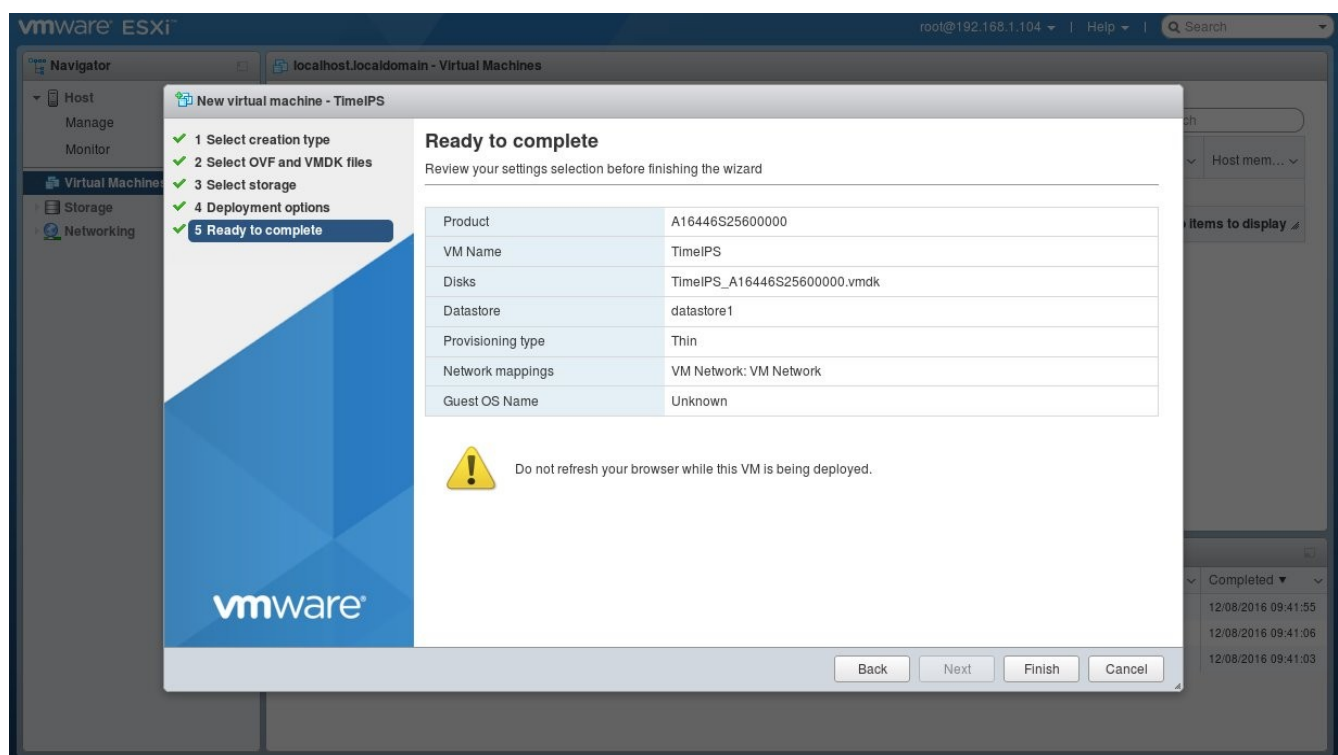 vmware ESXi™
root@192.168.1.104 | Help | Search
Navigator
localhost.localdomain - Virtual Machines
Host
Manage
Monitor
Virtual Machines
Storage
Networking
Host mem...
items to display
New virtual machine - TimeIPS
1 Select creation type
2 Select OVF and VMDK files
3 Select storage
4 Deployment options
5 Ready to complete
vmware®
Ready to complete
Review your settings selection before finishing the wizard
Product A16446S25600000
VM Name TimeIPS
Disks TimeIPS_A16446S25600000.vmdk
Datastore datastore1
Provisioning type Thin
Network mappings VM Network: VM Network
Guest OS Name Unknown
Do not refresh your browser while this VM is being deployed.
Back Next Finish Cancel
Completed ▼
12/08/2016 09:41:55
12/08/2016 09:41:06
12/08/2016 09:41:03